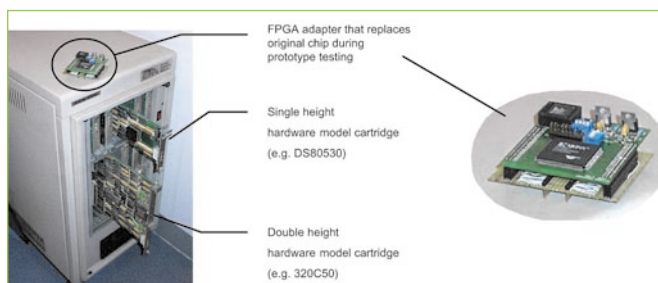 FPGA adapter that replaces
original chip during
prototype testing
Single height
hardware model cartridge
(e.g. DS80530)
Double height
hardware model cartridge
(e.g. 320C50)